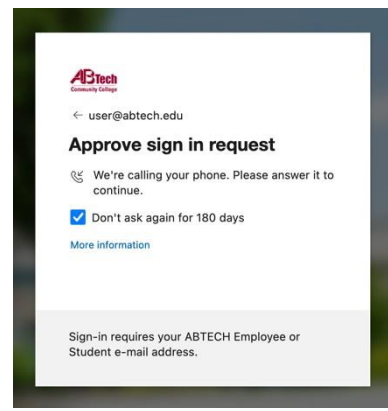 ABTech
Community College
← user@abtech.edu
Approve sign in request
We're calling your phone. Please answer it to
continue.
Don't ask again for 180 days
More information
Sign-in requires your ABTECH Employee or
Student e-mail address.